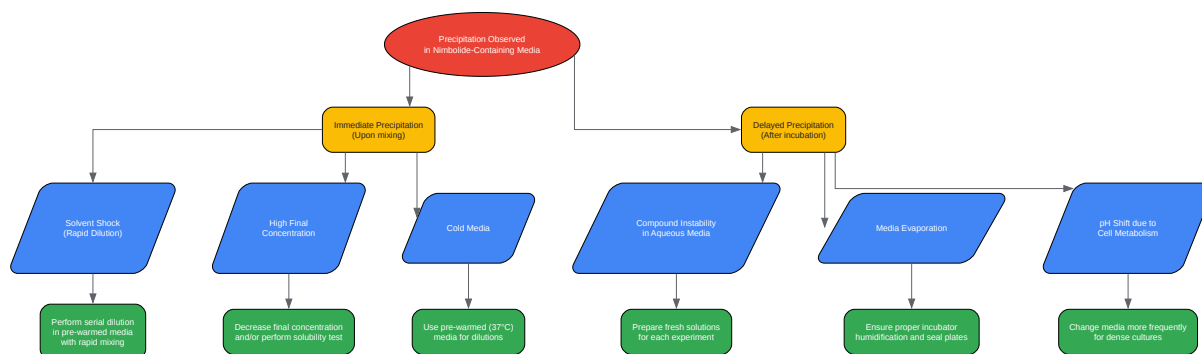 Precipitation Observed
in Nimbolide-Containing Media
Immediate Precipitation
(Upon mixing)
Delayed Precipitation
(After incubation)
Solvent Shock
(Rapid Dilution)
High Final
Concentration
Cold Media
Compound Instability
in Aqueous Media
Media Evaporation
pH Shift due to
Cell Metabolism
Perform serial dilution
in pre-warmed media
with rapid mixing
Decrease final concentration
and/or perform solubility test
Use pre-warmed (37°C)
media for dilutions
Prepare fresh solutions
for each experiment
Ensure proper incubator
humidification and seal plates
Change media more frequently
for dense cultures